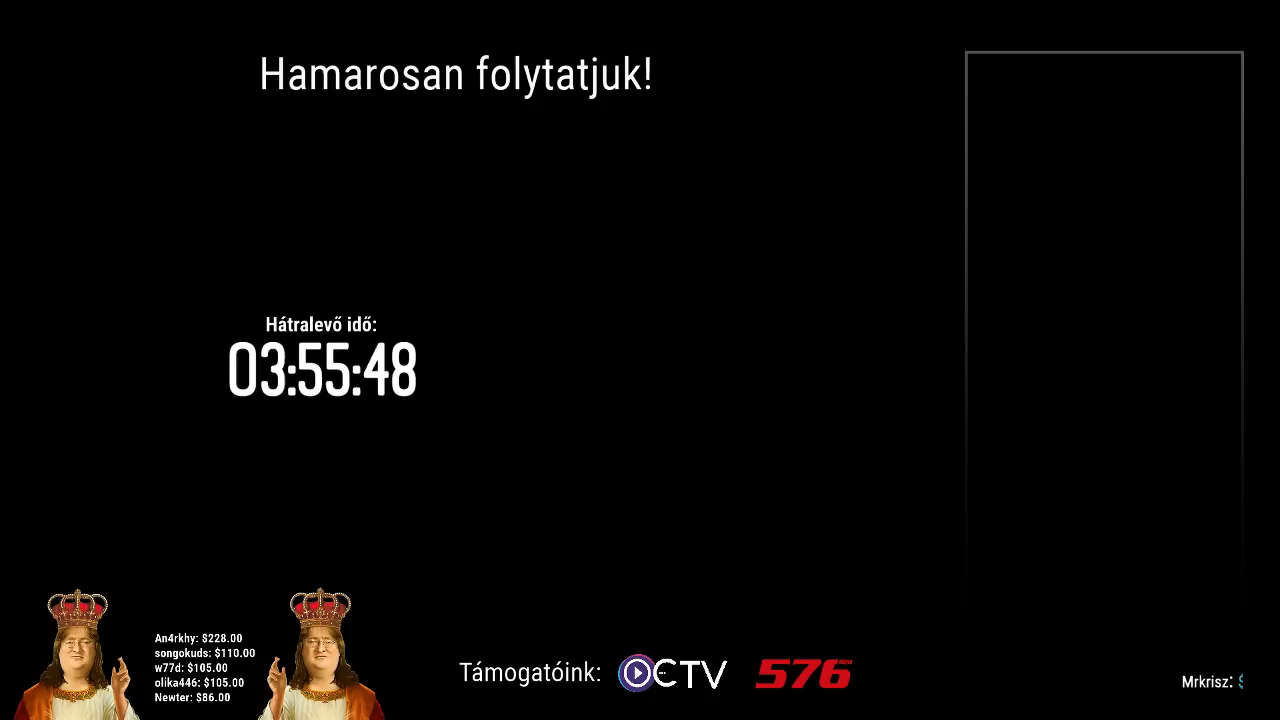 Hamarosan folytatjuk!
Hátralevő idő:
03:55:48
An4rkhy: $228.00
songokuds: $110.00
w77d: $105.00
olika446: $105.00
Newter: $86.00
Támogatóink:
CTV
576
Mrkrisz: $